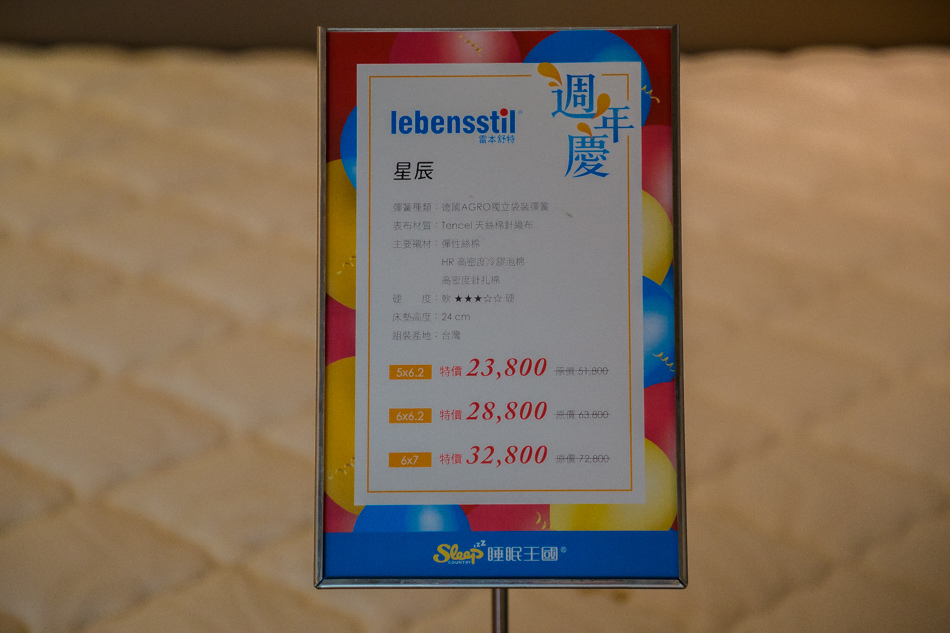 週年慶
lebensstil®
雷本舒特
星辰
彈簧種類：德國AGRO獨立袋裝彈簧
表布材質：Tencel 天絲棉針織布
主要襯材：彈性絲棉
HR 高密度冷膠泡棉
高密度針扎棉
硬　　度：軟 ★★★☆☆ 硬
床墊高度：24 cm
組裝產地：台灣
5x6.2 特價 23,800 原價 51,800
6x6.2 特價 28,800 原價 63,800
6x7 特價 32,800 原價 72,800
Sleep zzZ 睡眠王國®
COUNTRY